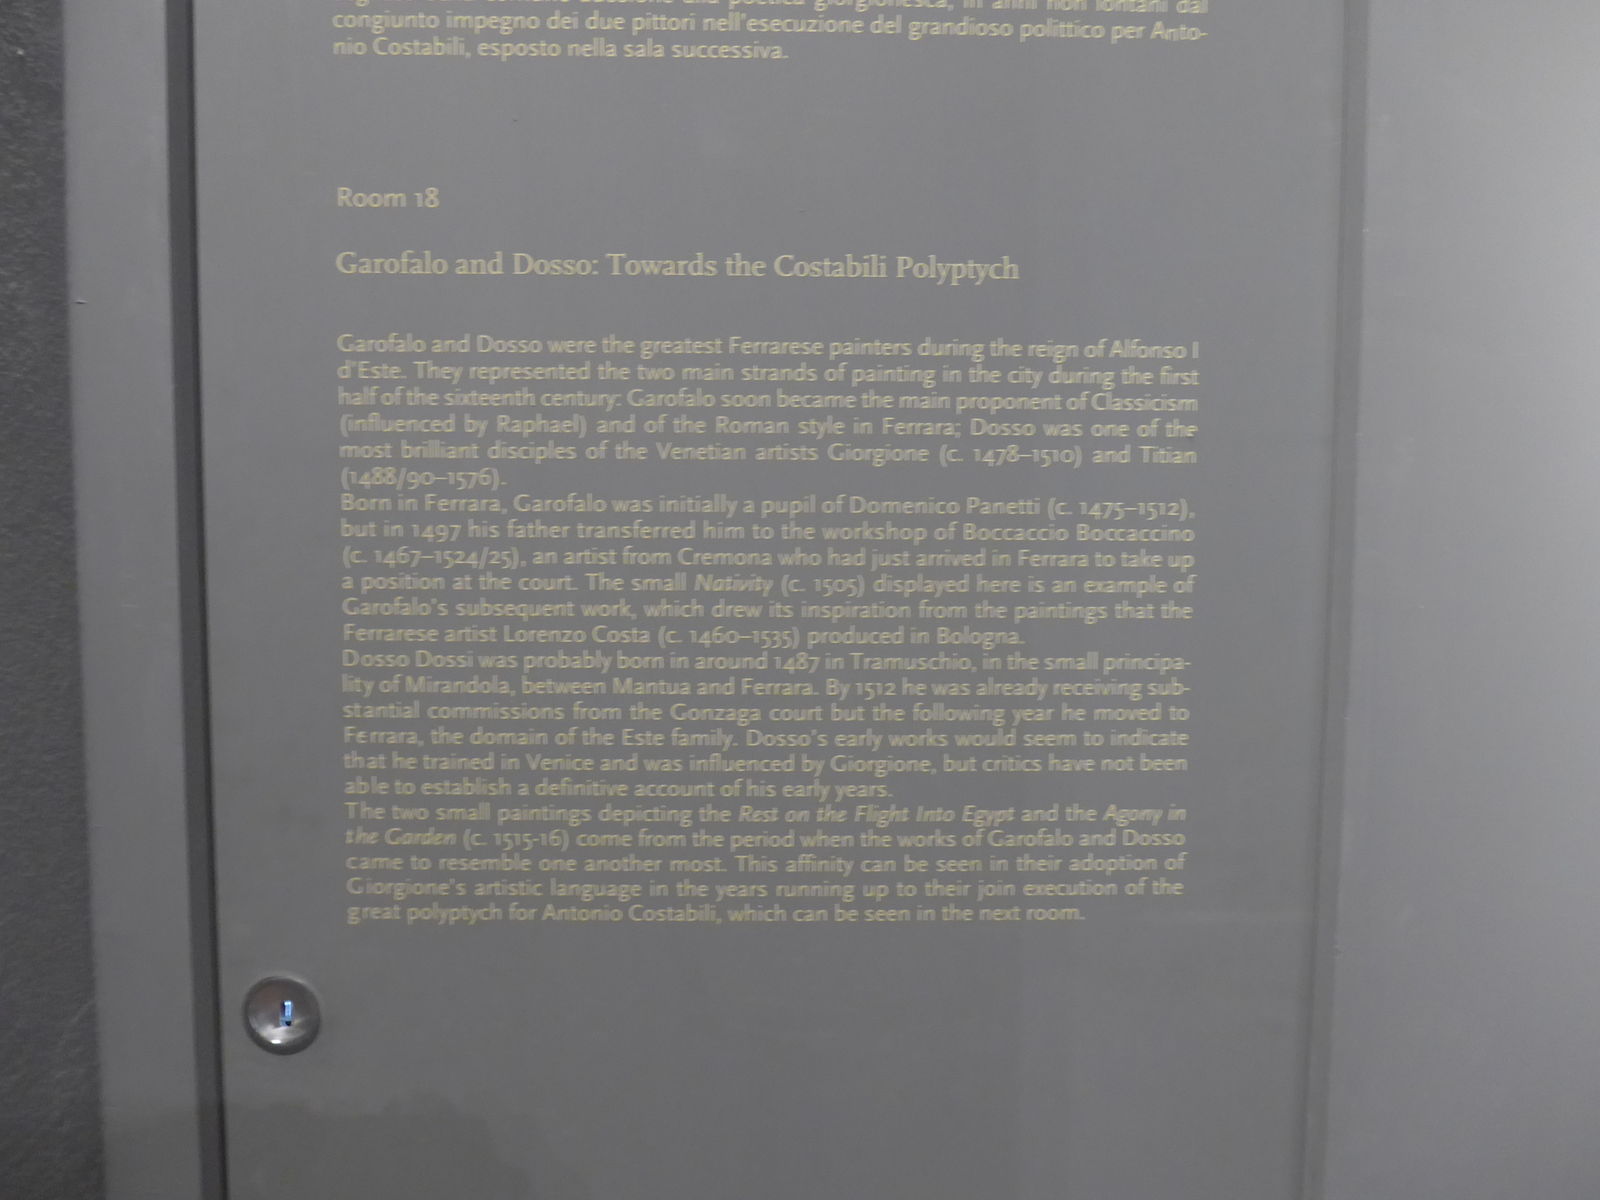 congiunto impegno dei due pittori nell'esecuzione del grandioso polittico per Anto-
nio Costabili, esposto nella sala successiva.
Room 18
Garofalo and Dosso: Towards the Costabili Polyptych
Garofalo and Dosso were the greatest Ferrarese painters during the reign of Alfonso I
d'Este. They represented the two main strands of painting in the city during the first
half of the sixteenth century: Garofalo soon became the main proponent of Classicism
(influenced by Raphael) and of the Roman style in Ferrara; Dosso was one of the
most brilliant disciples of the Venetian artists Giorgione (c. 1478–1510) and Titian
(1488/90–1576).
Born in Ferrara, Garofalo was initially a pupil of Domenico Panetti (c. 1475–1512),
but in 1497 his father transferred him to the workshop of Boccaccio Boccaccino
(c. 1467–1524/25), an artist from Cremona who had just arrived in Ferrara to take up
a position at the court. The small Nativity (c. 1505) displayed here is an example of
Garofalo's subsequent work, which drew its inspiration from the paintings that the
Ferrarese artist Lorenzo Costa (c. 1460–1535) produced in Bologna.
Dosso Dossi was probably born in around 1487 in Tramuschio, in the small principa-
lity of Mirandola, between Mantua and Ferrara. By 1512 he was already receiving sub-
stantial commissions from the Gonzaga court but the following year he moved to
Ferrara, the domain of the Este family. Dosso's early works would seem to indicate
that he trained in Venice and was influenced by Giorgione, but critics have not been
able to establish a definitive account of his early years.
The two small paintings depicting the Rest on the Flight Into Egypt and the Agony in
the Garden (c. 1515-16) come from the period when the works of Garofalo and Dosso
came to resemble one another most. This affinity can be seen in their adoption of
Giorgione's artistic language in the years running up to their join execution of the
great polyptych for Antonio Costabili, which can be seen in the next room.